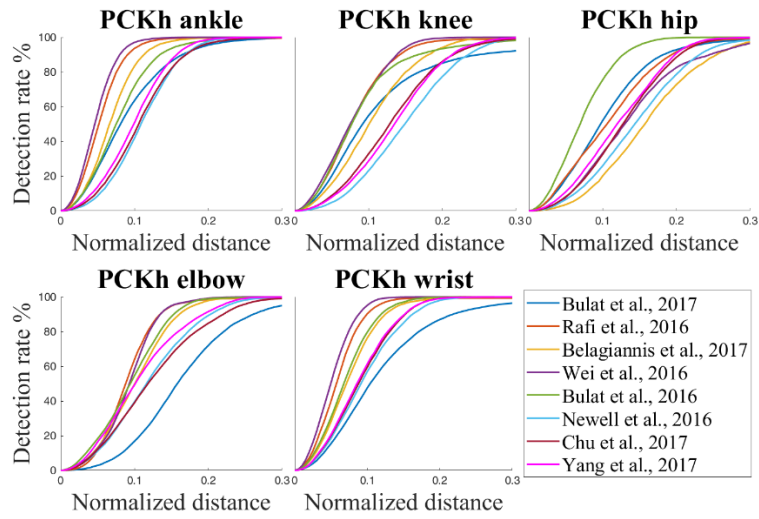 PCKh ankle
PCKh knee
PCKh hip
Detection rate %
100
80
60
40
20
0
0
0.1
0.2
0.3
Normalized distance
0
0.1
0.2
0.3
Normalized distance
0
0.1
0.2
0.3
Normalized distance
PCKh elbow
PCKh wrist
Detection rate %
100
80
60
40
20
0
0
0.1
0.2
0.3
Normalized distance
0
0.1
0.2
0.3
Normalized distance
Bulat et al., 2017
Rafi et al., 2016
Belagiannis et al., 2017
Wei et al., 2016
Bulat et al., 2016
Newell et al., 2016
Chu et al., 2017
Yang et al., 2017